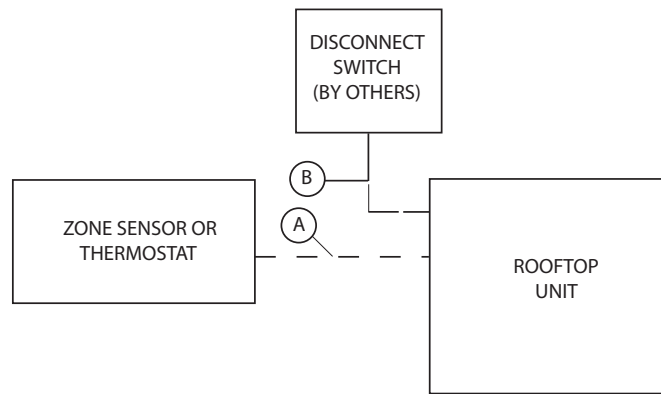 DISCONNECT
SWITCH
(BY OTHERS)
B
ZONE SENSOR OR
THERMOSTAT
A
ROOFTOP
UNIT